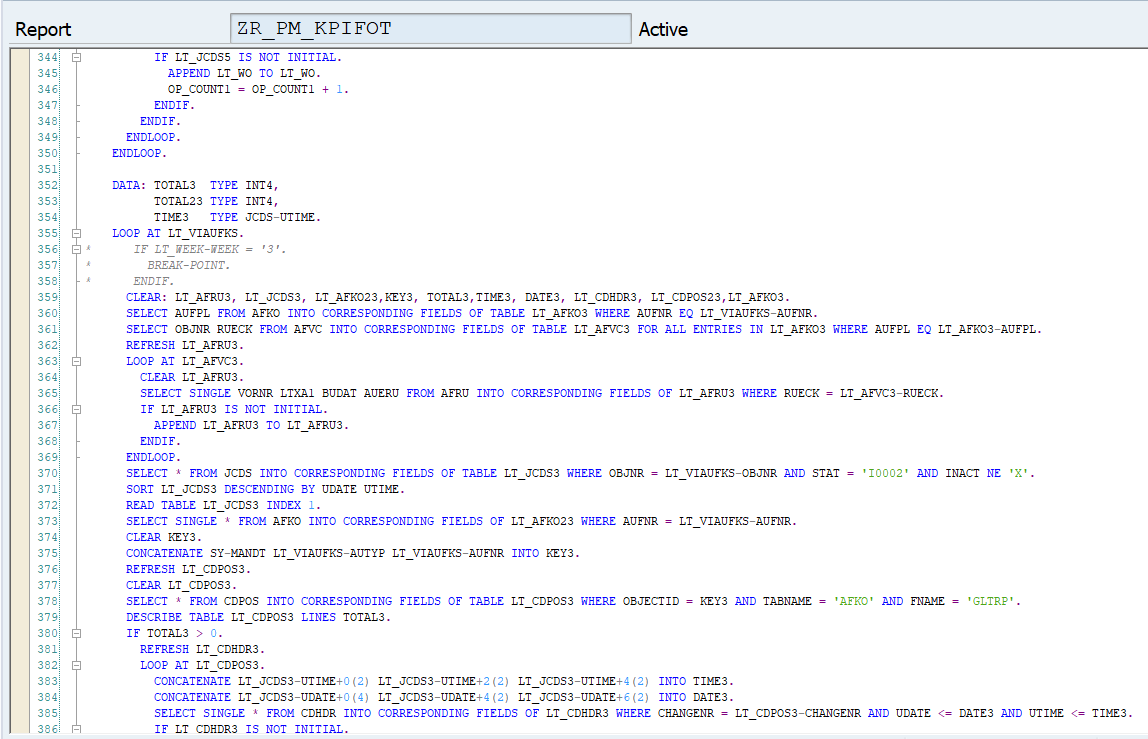 Report ZR_PM_KPIFOT Active
344 IF LT_JCDS5 IS NOT INITIAL.
345 APPEND LT_WO TO LT_WO.
346 OP_COUNT1 = OP_COUNT1 + 1.
347 ENDIF.
348 ENDIF.
349 ENDLOOP.
350 ENDLOOP.
351
352 DATA: TOTAL3 TYPE INT4,
353 TOTAL23 TYPE INT4,
354 TIME3 TYPE JCDS-UTIME.
355 LOOP AT LT_VIAUFKS.
356 * IF LT_WEEK-WEEK = '3'.
357 * BREAK-POINT.
358 * ENDIF.
359 CLEAR: LT_AFRU3, LT_JCDS3, LT_AFKO23,KEY3, TOTAL3,TIME3, DATE3, LT_CDHDR3, LT_CDPOS23,LT_AFKO3.
360 SELECT AUFPL FROM AFKO INTO CORRESPONDING FIELDS OF TABLE LT_AFKO3 WHERE AUFNR EQ LT_VIAUFKS-AUFNR.
361 SELECT OBJNR RUECK FROM AFVC INTO CORRESPONDING FIELDS OF TABLE LT_AFVC3 FOR ALL ENTRIES IN LT_AFKO3 WHERE AUFPL EQ LT_AFKO3-AUFPL.
362 REFRESH LT_AFRU3.
363 LOOP AT LT_AFVC3.
364 CLEAR LT_AFRU3.
365 SELECT SINGLE VORNR LTXA1 BUDAT AUERU FROM AFRU INTO CORRESPONDING FIELDS OF LT_AFRU3 WHERE RUECK = LT_AFVC3-RUECK.
366 IF LT_AFRU3 IS NOT INITIAL.
367 APPEND LT_AFRU3 TO LT_AFRU3.
368 ENDIF.
369 ENDLOOP.
370 SELECT * FROM JCDS INTO CORRESPONDING FIELDS OF TABLE LT_JCDS3 WHERE OBJNR = LT_VIAUFKS-OBJNR AND STAT = 'I0002' AND INACT NE 'X'.
371 SORT LT_JCDS3 DESCENDING BY UDATE UTIME.
372 READ TABLE LT_JCDS3 INDEX 1.
373 SELECT SINGLE * FROM AFKO INTO CORRESPONDING FIELDS OF LT_AFKO23 WHERE AUFNR = LT_VIAUFKS-AUFNR.
374 CLEAR KEY3.
375 CONCATENATE SY-MANDT LT_VIAUFKS-AUTYP LT_VIAUFKS-AUFNR INTO KEY3.
376 REFRESH LT_CDPOS3.
377 CLEAR LT_CDPOS3.
378 SELECT * FROM CDPOS INTO CORRESPONDING FIELDS OF TABLE LT_CDPOS3 WHERE OBJECTID = KEY3 AND TABNAME = 'AFKO' AND FNAME = 'GLTRP'.
379 DESCRIBE TABLE LT_CDPOS3 LINES TOTAL3.
380 IF TOTAL3 > 0.
381 REFRESH LT_CDHDR3.
382 LOOP AT LT_CDPOS3.
383 CONCATENATE LT_JCDS3-UTIME+0(2) LT_JCDS3-UTIME+2(2) LT_JCDS3-UTIME+4(2) INTO TIME3.
384 CONCATENATE LT_JCDS3-UDATE+0(4) LT_JCDS3-UDATE+4(2) LT_JCDS3-UDATE+6(2) INTO DATE3.
385 SELECT SINGLE * FROM CDHDR INTO CORRESPONDING FIELDS OF LT_CDHDR3 WHERE CHANGENR = LT_CDPOS3-CHANGENR AND UDATE <= DATE3 AND UTIME <= TIME3.
386 IF LT_CDHDR3 IS NOT INITIAL.